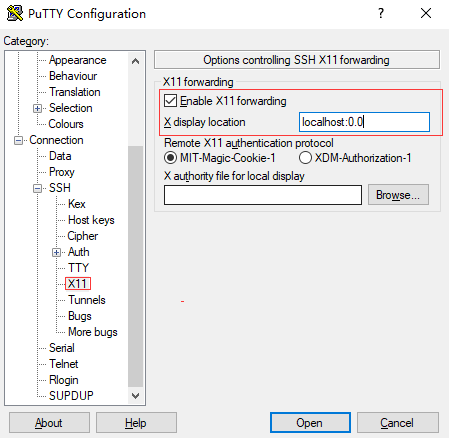 PuTTY Configuration
?
×
Category:
Appearance
Behaviour
Translation
Selection
Colours
Connection
Data
Proxy
SSH
Kex
Host keys
Cipher
Auth
TTY
X11
Tunnels
Bugs
More bugs
Serial
Telnet
Rlogin
SUPDUP
Options controlling SSH X11 forwarding
X11 forwarding
Enable X11 forwarding
X display location localhost:0.0
Remote X11 authentication protocol
MIT-Magic-Cookie-1 XDM-Authorization-1
X authority file for local display
Browse...
About Help Open Cancel